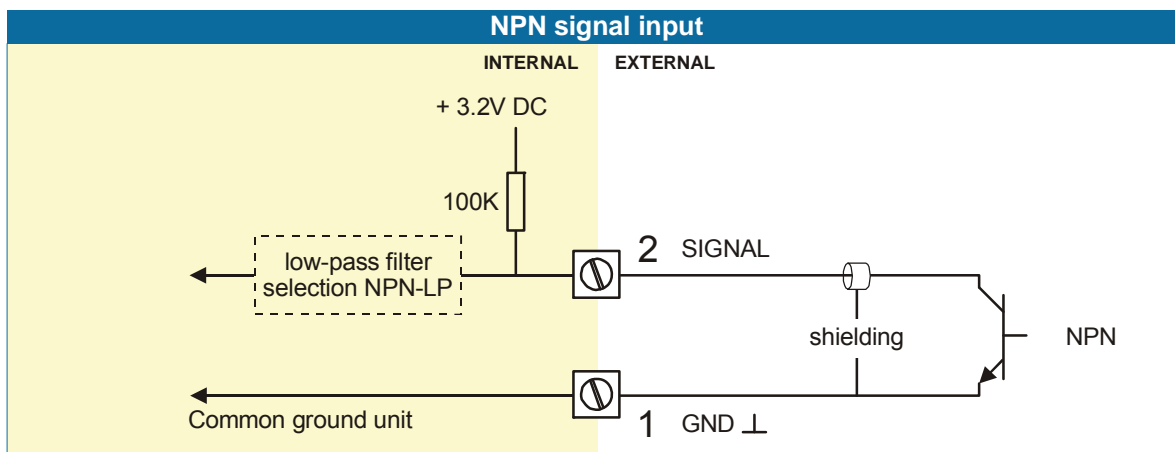 NPN signal input
INTERNAL
EXTERNAL
+ 3.2V DC
100K
2 SIGNAL
low-pass filter
selection NPN-LP
shielding
NPN
Common ground unit
1 GND ⊥